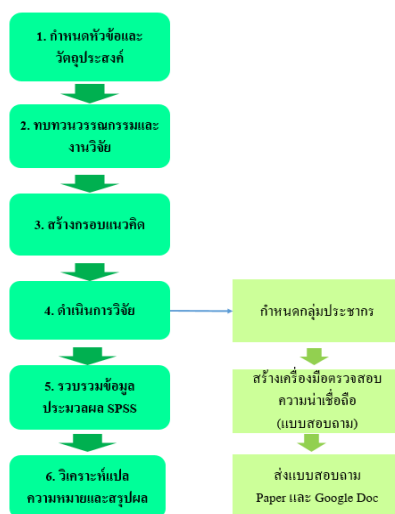 1. กำหนดหัวข้อและ
วัตถุประสงค์
2. ทบทวนวรรณกรรมและ
งานวิจัย
3. สร้างกรอบแนวคิด
4. ดำเนินการวิจัย
กำหนดกลุ่มประชากร
5. รวบรวมข้อมูล
ประมวลผล SPSS
สร้างเครื่องมือตรวจสอบ
ความน่าเชื่อถือ
(แบบสอบถาม)
6. วิเคราะห์แปล
ความหมายและสรุปผล
ส่งแบบสอบถาม
Paper และ Google Doc